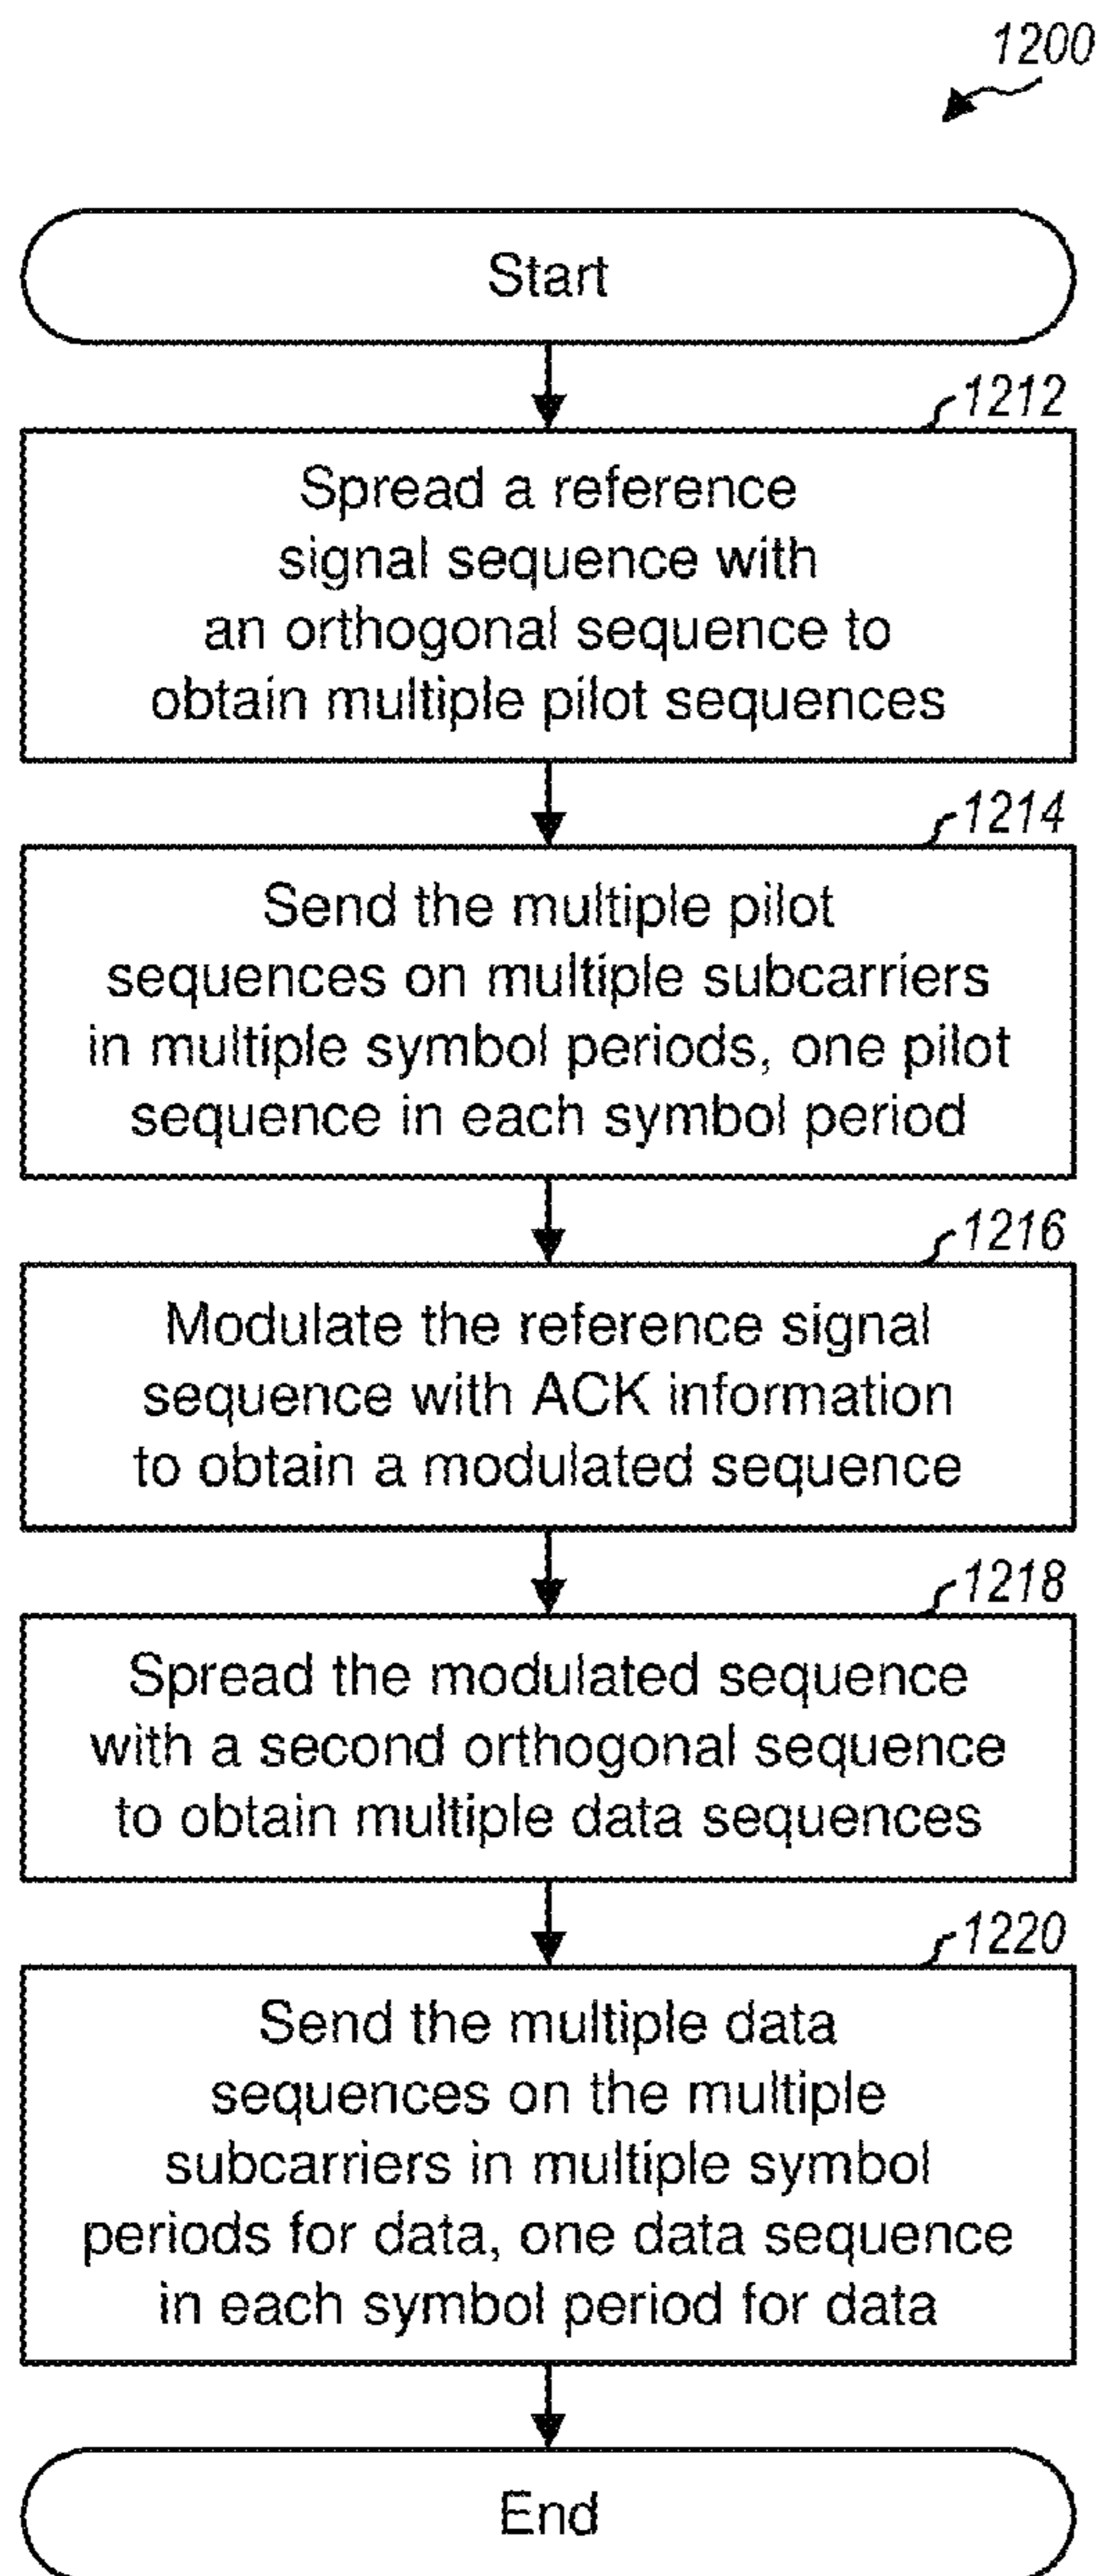 1200
Start
1212
Spread a reference
signal sequence with
an orthogonal sequence to
obtain multiple pilot sequences
1214
Send the multiple pilot
sequences on multiple subcarriers
in multiple symbol periods, one pilot
sequence in each symbol period
1216
Modulate the reference signal
sequence with ACK information
to obtain a modulated sequence
1218
Spread the modulated sequence
with a second orthogonal sequence
to obtain multiple data sequences
1220
Send the multiple data
sequences on the multiple
subcarriers in multiple symbol
periods for data, one data sequence
in each symbol period for data
End